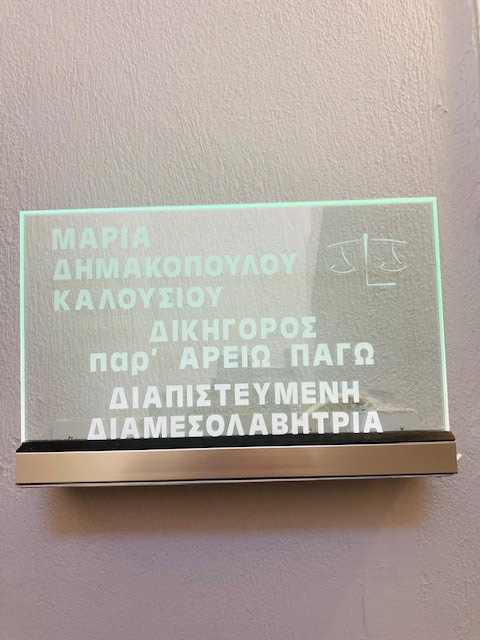 ΜΑΡΙΑ
ΔΗΜΑΚΟΠΟΥΛΟΥ
ΚΑΛΟΥΣΙΟΥ
ΔΙΚΗΓΟΡΟΣ
παρ' ΑΡΕΙΩ ΠΑΓΩ
ΔΙΑΠΙΣΤΕΥΜΕΝΗ
ΔΙΑΜΕΣΟΛΑΒΗΤΡΙΑ